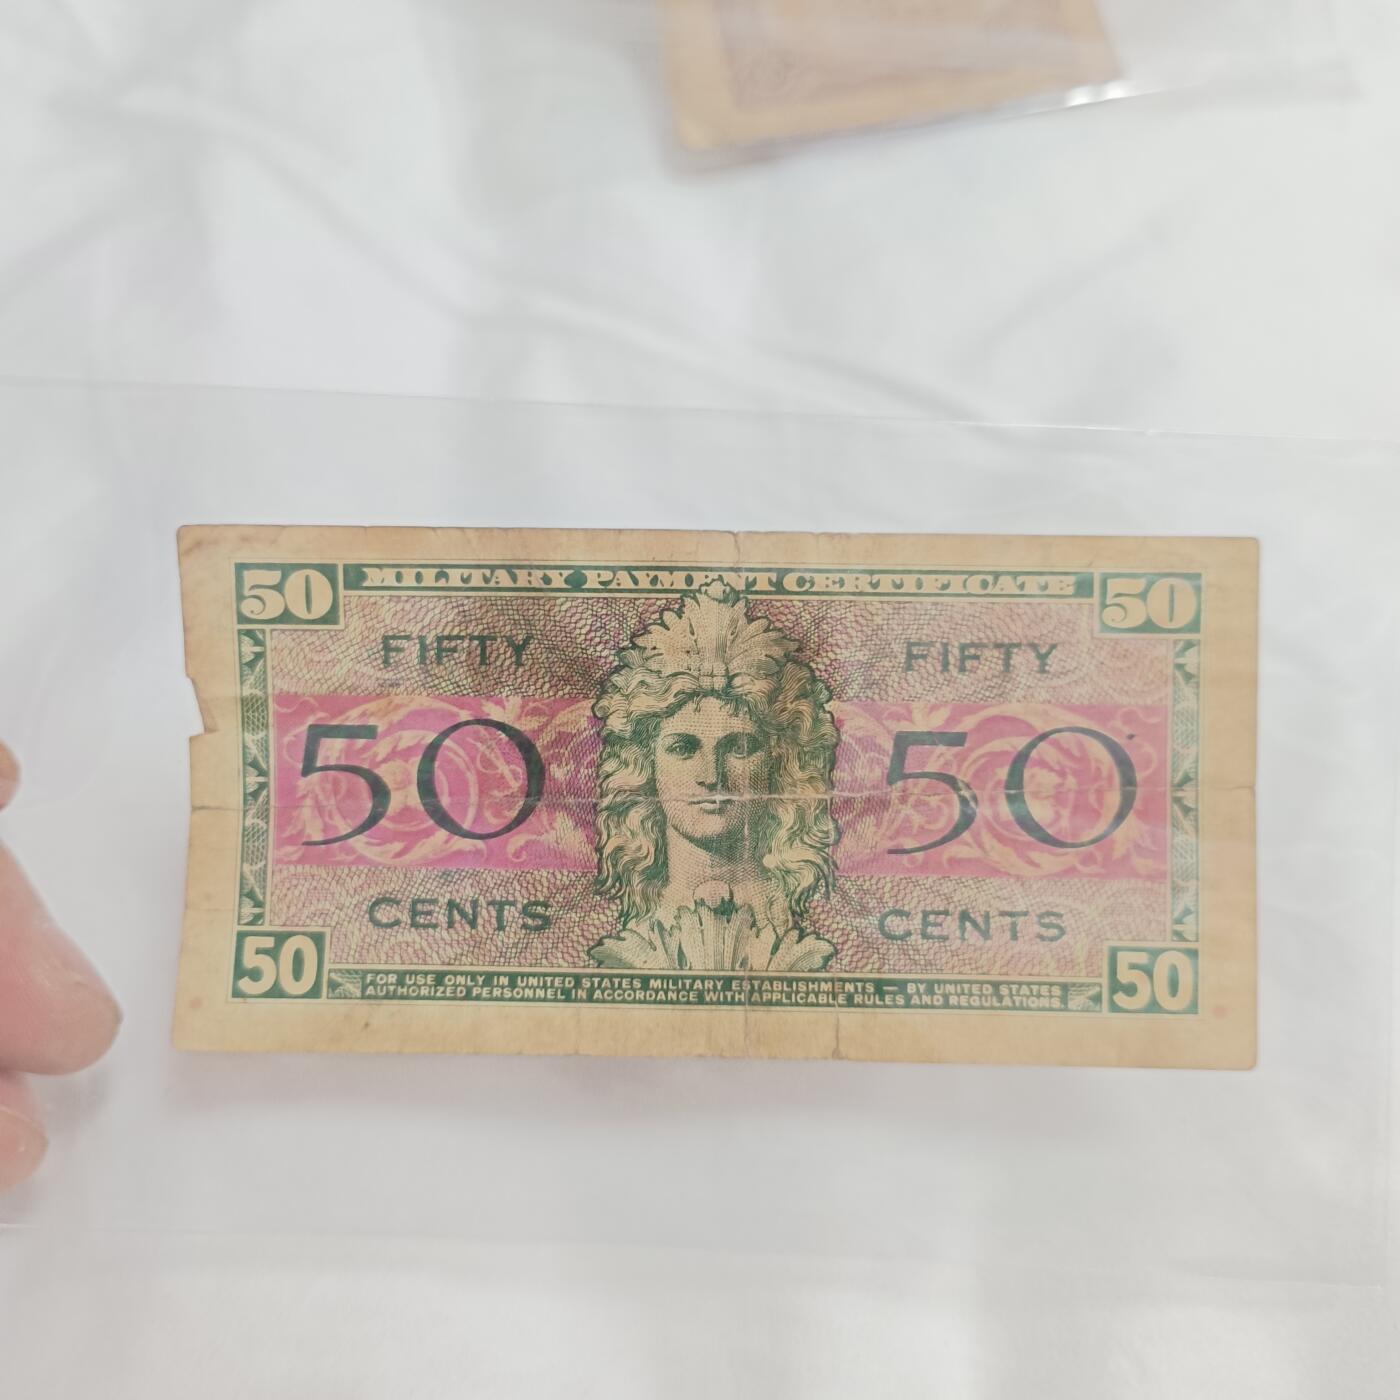 50 MILITARY PAYMENT CERTIFICATE 50
FIFTY FIFTY
50 50
CENTS CENTS
50 FOR USE ONLY IN UNITED STATES MILITARY ESTABLISHMENTS — BY UNITED STATES 50
AUTHORIZED PERSONNEL IN ACCORDANCE WITH APPLICABLE RULES AND REGULATIONS.